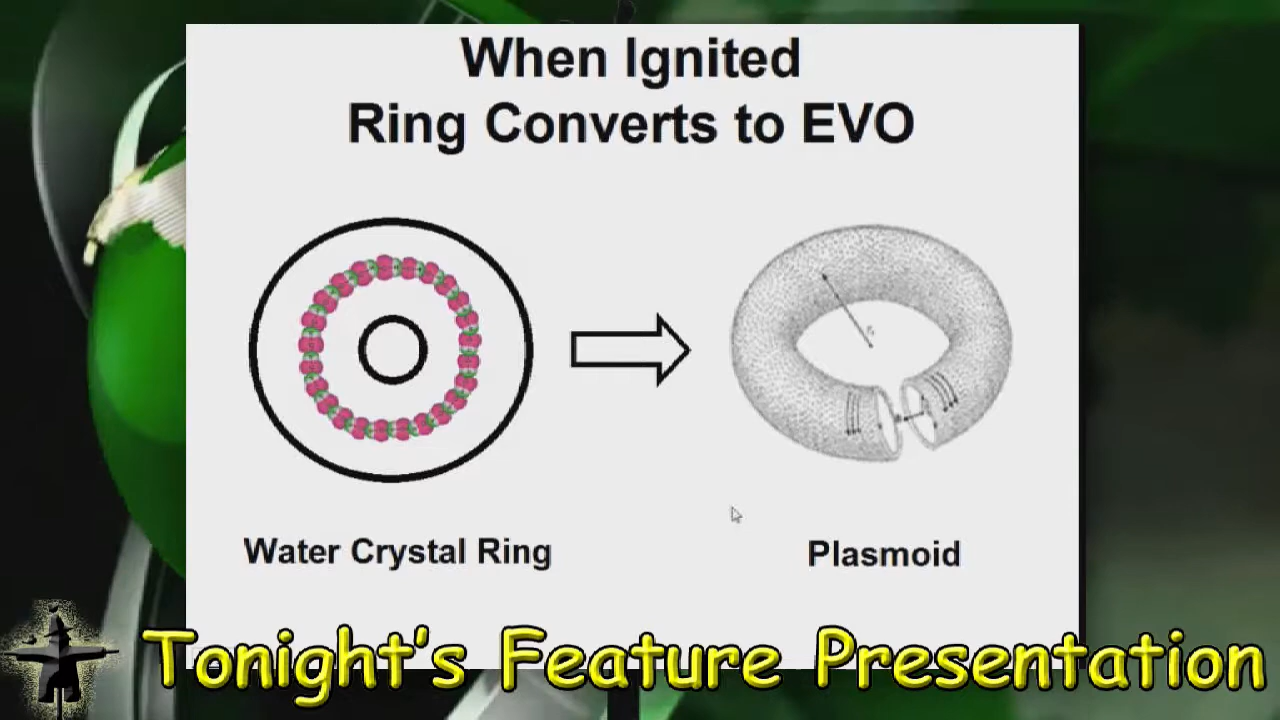 When Ignited
Ring Converts to EVO
Water Crystal Ring
Plasmoid
Tonight's Feature Presentation